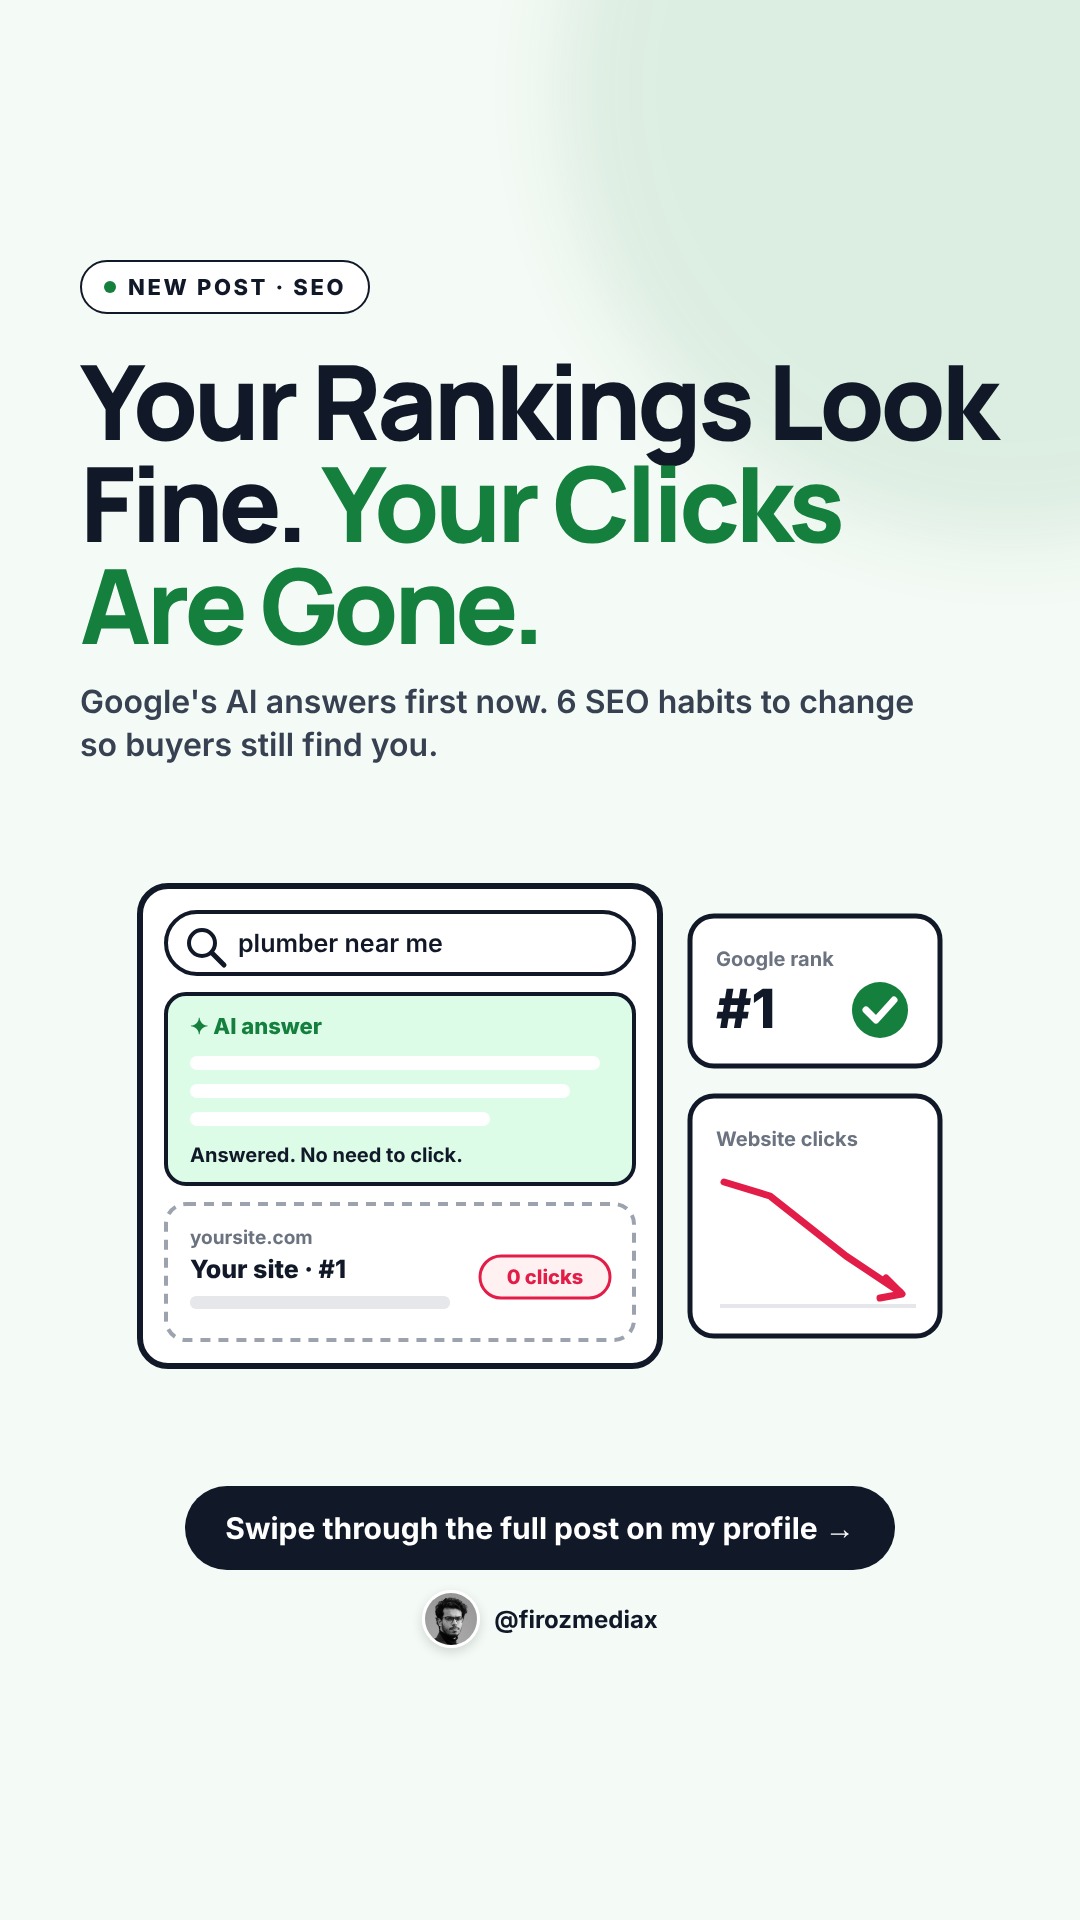 NEW POST · SEO
Your Rankings Look
Fine. Your Clicks
Are Gone.
Google's AI answers first now. 6 SEO habits to change
so buyers still find you.
plumber near me
✦ AI answer
Answered. No need to click.
yoursite.com
Your site · #1
0 clicks
Google rank
#1
Website clicks
Swipe through the full post on my profile →
@firozmediax